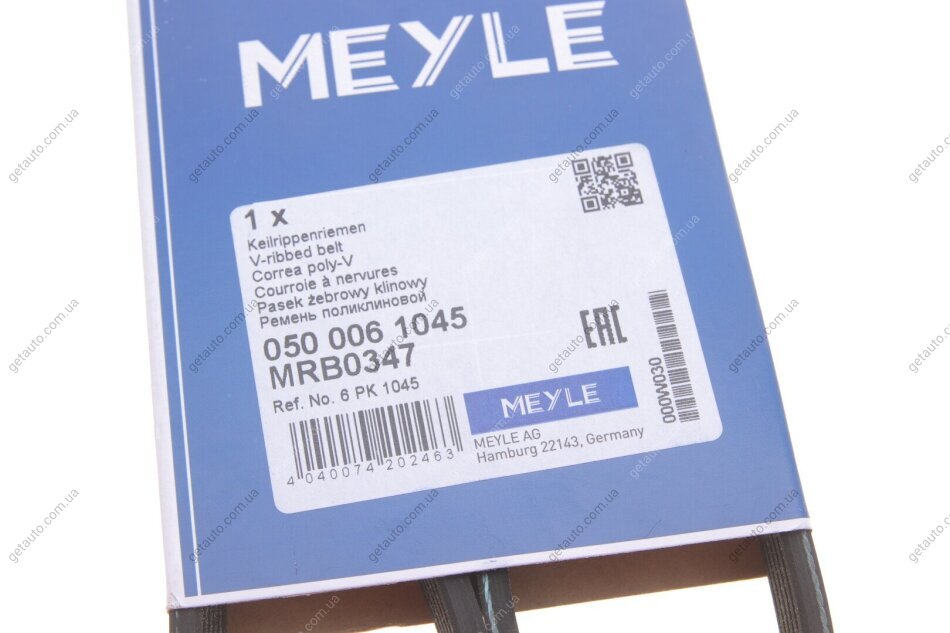 MEYLE
1 x
Keilrippenriemen
V-ribbed belt
Correa poly-V
Courroie à nervures
Pasek żebrowy klinowy
Ремень поликлиновой
050 006 1045
MRB0347
Ref. No. 6 PK 1045
4 040074 202463
EAC
MEYLE
MEYLE AG
Hamburg 22143, Germany
000W030
getauto.com.ua